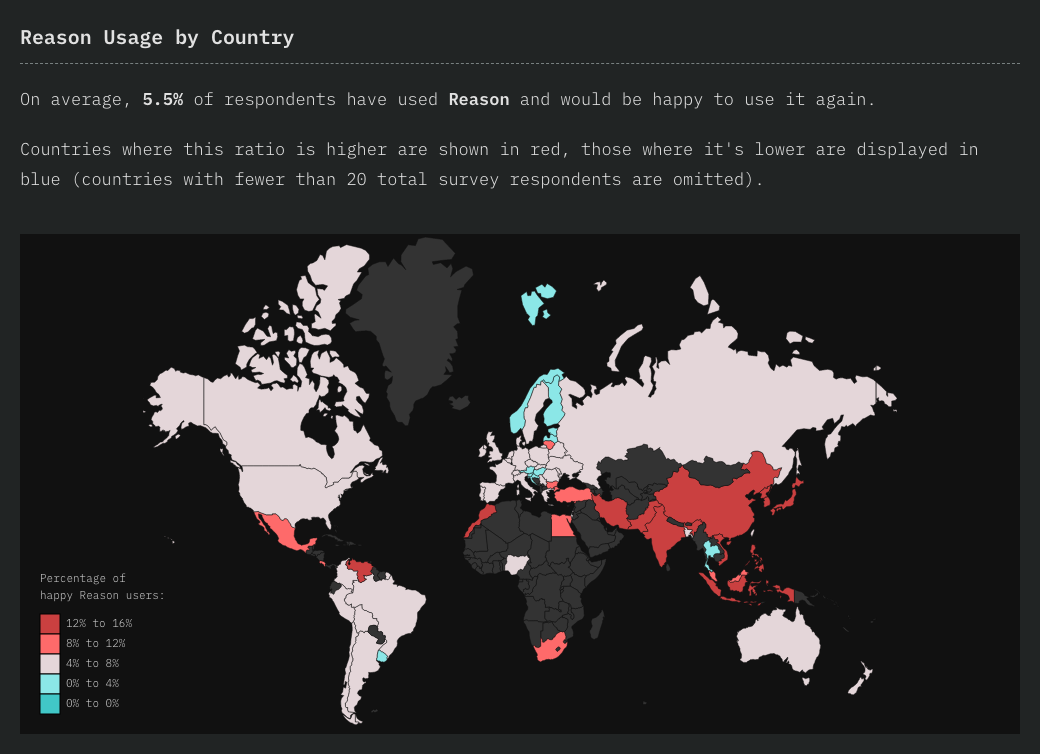 Reason Usage by Country
On average, 5.5% of respondents have used Reason and would be happy to use it again.
Countries where this ratio is higher are shown in red, those where it's lower are displayed in
blue (countries with fewer than 20 total survey respondents are omitted).
Percentage of
happy Reason users:
12% to 16%
8% to 12%
4% to 8%
0% to 4%
0% to 0%